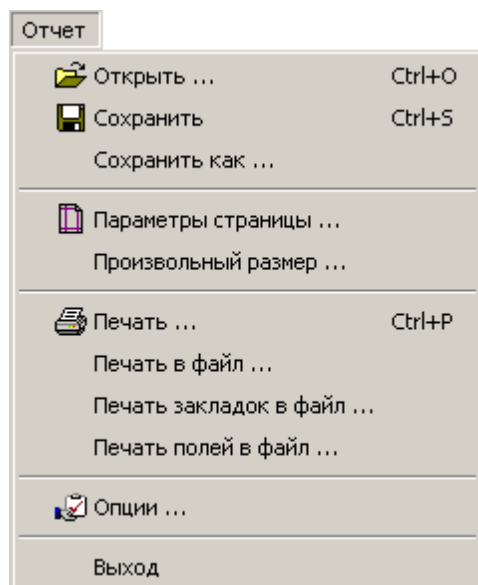 Отчет
Открыть ... Ctrl+O
Сохранить Ctrl+S
Сохранить как ...
Параметры страницы ...
Произвольный размер ...
Печать ... Ctrl+P
Печать в файл ...
Печать закладок в файл ...
Печать полей в файл ...
Опции ...
Выход